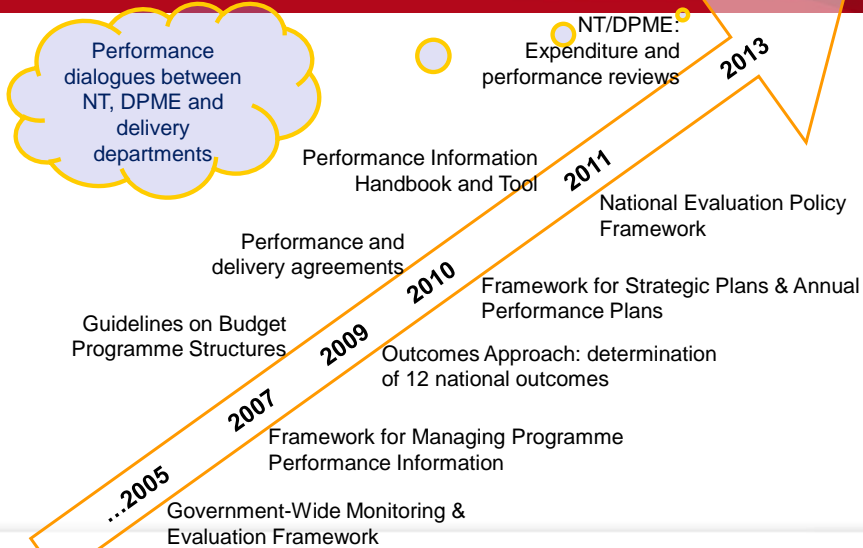 Performance
dialogues between
NT, DPME and
delivery
departments
NT/DPME:
Expenditure and
performance reviews
2013
Performance Information
Handbook and Tool
2011
National Evaluation Policy
Framework
Performance and
delivery agreements
2010
Framework for Strategic Plans & Annual
Performance Plans
Guidelines on Budget
Programme Structures
2009
Outcomes Approach: determination
of 12 national outcomes
2007
Framework for Managing Programme
Performance Information
...2005
Government-Wide Monitoring &
Evaluation Framework